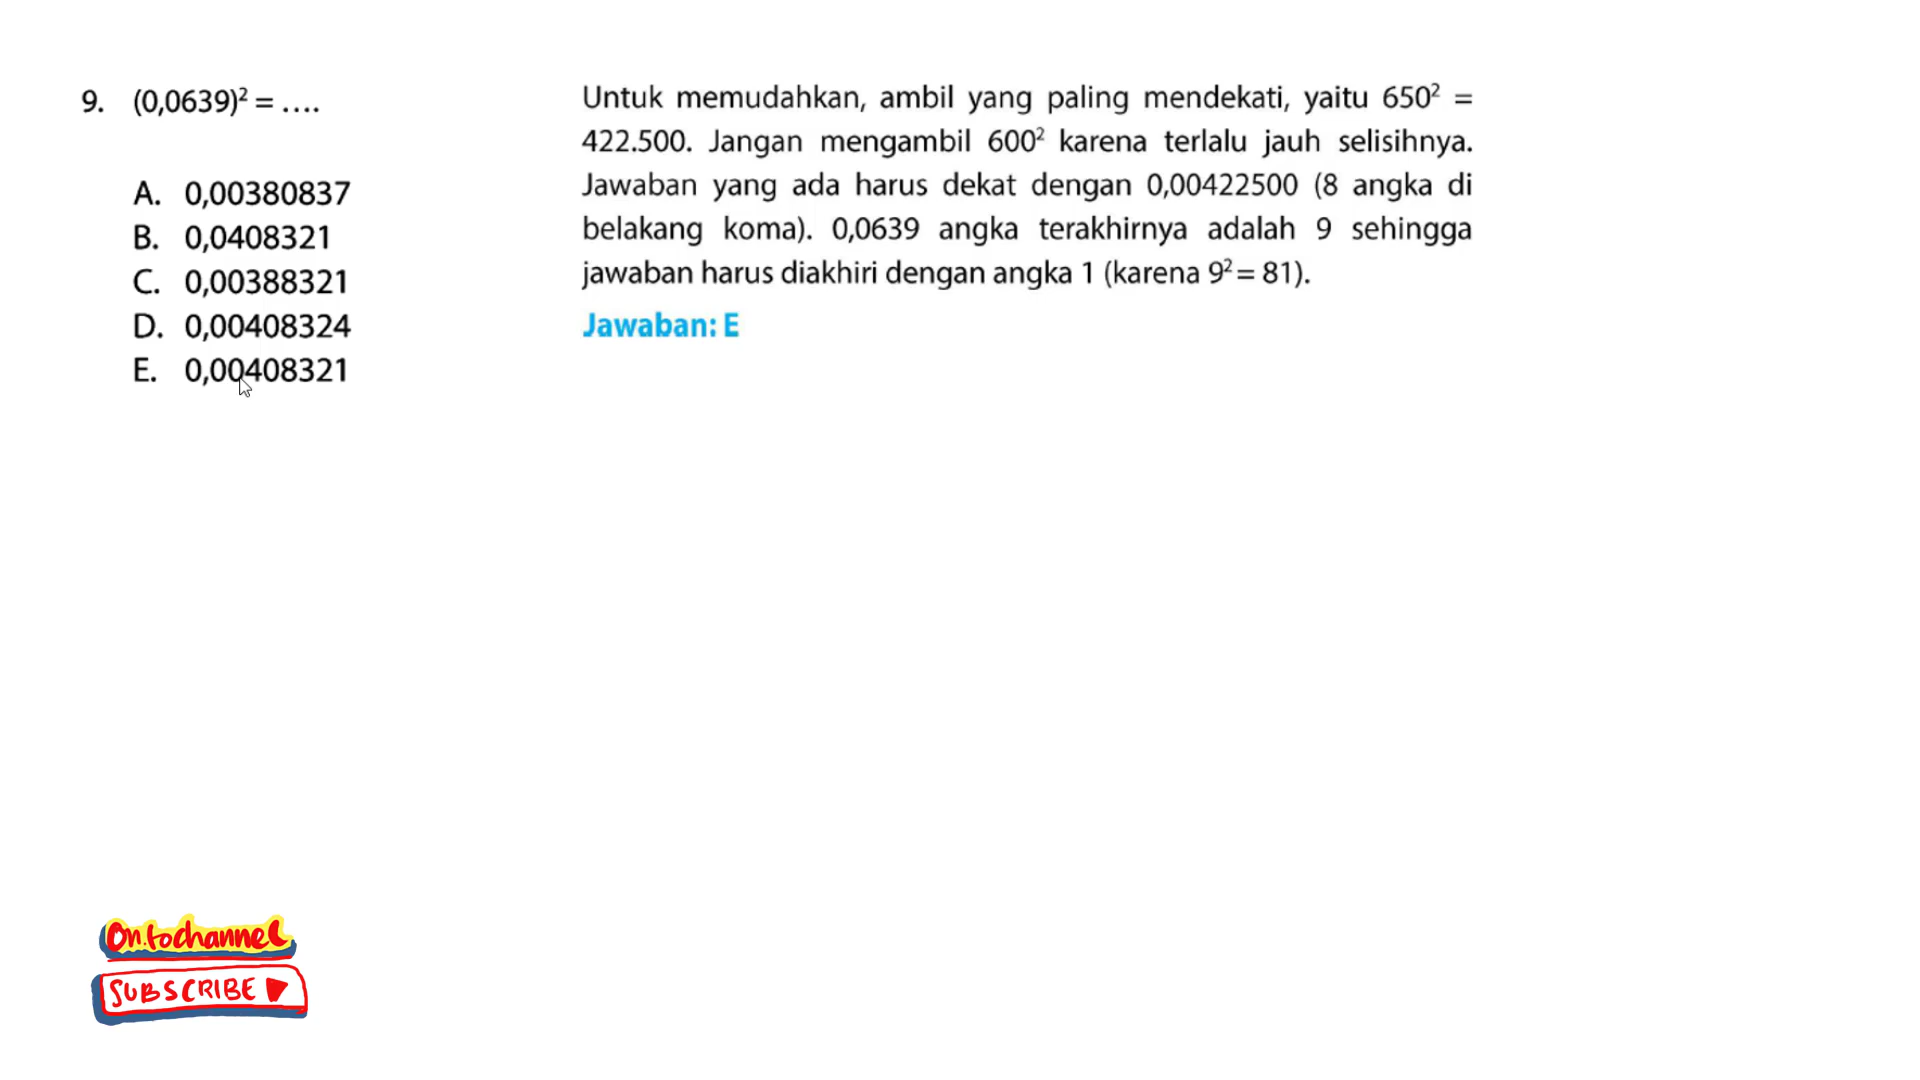 9. (0,0639)² = ....
A. 0,00380837
B. 0,0408321
C. 0,00388321
D. 0,00408324
E. 0,00408321
Untuk memudahkan, ambil yang paling mendekati, yaitu 650² =
422.500. Jangan mengambil 600² karena terlalu jauh selisihnya.
Jawaban yang ada harus dekat dengan 0,00422500 (8 angka di
belakang koma). 0,0639 angka terakhirnya adalah 9 sehingga
jawaban harus diakhiri dengan angka 1 (karena 9² = 81).
Jawaban: E
On.tochannel
SUBSCRIBE